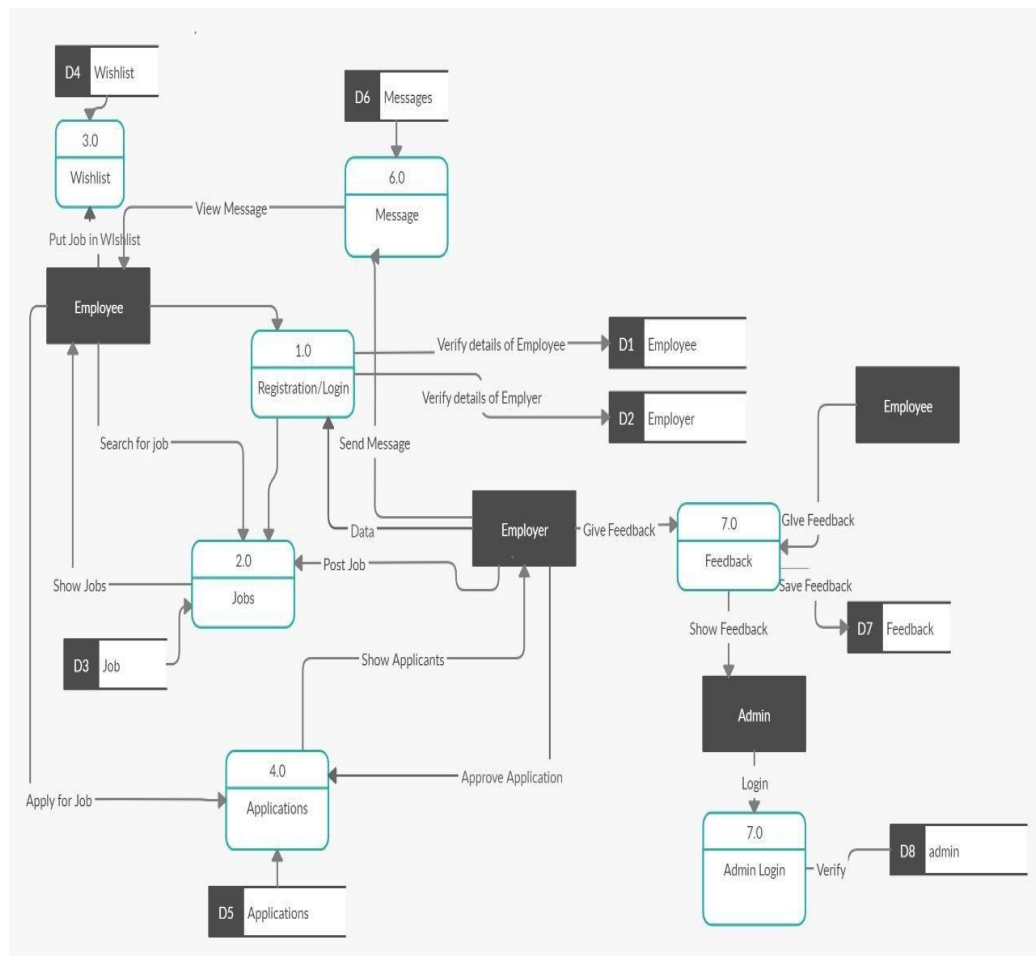 D4 Wishlist
D6 Messages
3.0
Wishlist
6.0
Message
View Message
Put Job in WIshlist
Employee
1.0
Registration/Login
Verify details of Employee
D1 Employee
Verify details of Emplyer
D2 Employer
Employee
Search for job
Send Message
Employer
Data
Give Feedback
7.0
Feedback
GIve Feedback
Save Feedback
2.0
Jobs
Post Job
Show Jobs
D3 Job
Show Applicants
Show Feedback
D7 Feedback
Admin
4.0
Applications
Approve Application
Apply for Job
Login
7.0
Admin Login
Verify
D8 admin
D5 Applications